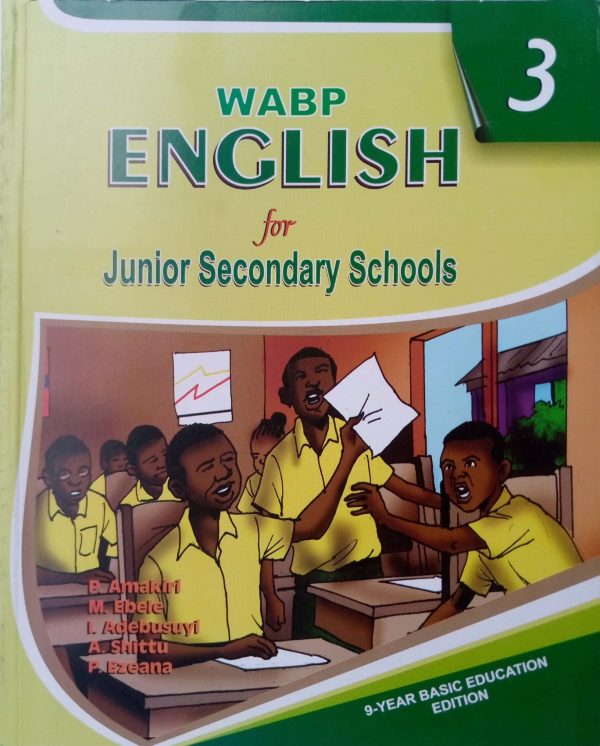 3
WABP
ENGLISH
for
Junior Secondary Schools
D. Amakiri
M. Ebele
I. Adebusuyi
A. Shittu
P. Ezeana
9-YEAR BASIC EDUCATION
EDITION